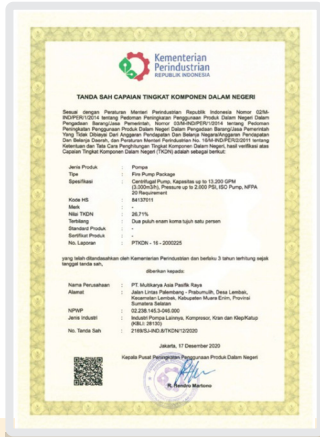 Kementerian
Perindustrian
REPUBLIK INDONESIA
TANDA SAH CAPAIAN TINGKAT KOMPONEN DALAM NEGERI
Sesuai dengan Peraturan Menteri Perindustrian Republik Indonesia Nomor 02/M-
IND/PER/1/2014 tentang Pedoman Peningkatan Penggunaan Produk Dalam Negeri Dalam
Pengadaan Barang/Jasa Pemerintah, Nomor 03/M-IND/PER/1/2014 tentang Pedoman
Penggunaan Produk Dalam Negeri Dalam Pengadaan Barang/Jasa Pemerintah
Yang Tidak Dibiayai Dari Anggaran Pendapatan Dan Belanja Negara/Anggaran Pendapatan
Dan Belanja Daerah, dan Peraturan Menteri Perindustrian Nomor. 16/M-IND/PER/2/2011 tentang
Ketentuan dan Tata Cara Penghitungan Tingkat Komponen Dalam Negeri, hasil verifikasi atas
Capaian Tingkat Komponen Dalam Negeri (TKDN) adalah sebagai berikut:
Jenis Produk : Pompa
Tipe : Fire Pump Package
Spesifikasi : Centrifugal Pump, Kapasitas up to 13,200 GPM
(3,000m3/h), Pressure up to 2.000 PSI, ISO Pump, NFPA
20 Requirement
Kode HS : 84137011
Merk : -
Nilai TKDN : 26,71%
Terbilang : Dua puluh enam koma tujuh satu persen
Standard Produk : -
Sertifikat Produk : -
No. Laporan : PTKDN - 16 - 2020225
yang telah ditandasahkan oleh Kementerian Perindustrian dan berlaku 3 tahun terhitung sejak
tanggal tanda sah,
diberikan kepada:
Nama Perusahaan : PT. Multikarya Asia Pasifik Raya
Alamat : Jalan Lintas Palembang - Prabumulih, Desa Lembak,
Kecamatan Lembak, Kabupaten Muara Enim, Provinsi
Sumatera Selatan
NPWP : 02.238.145.3-046.000
Jenis Industri : Industri Pompa Lainnya, Kompresor, Kran dan Klep/Katup
(KBLI: 28130)
No. Tanda Sah : 2169/SJ-IND.8/TKDN/12/2020
Jakarta, 17 Desember 2020
Kepala Pusat Peningkatan Penggunaan Produk Dalam Negeri
R. Hendro Martono